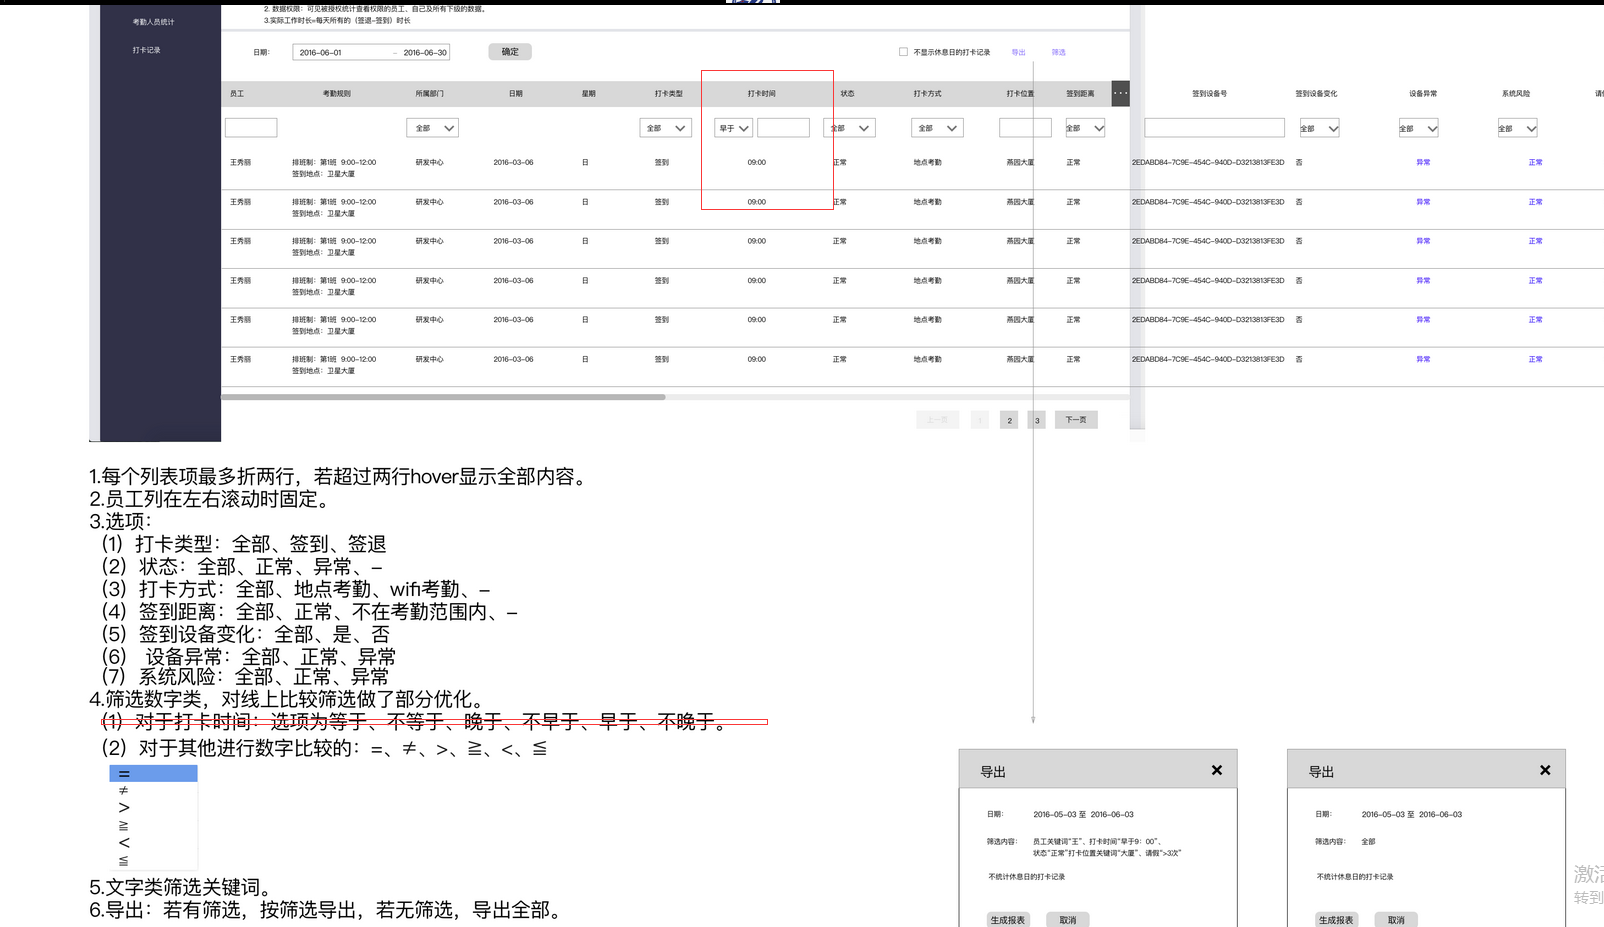 考勤人员统计
打卡记录
2. 数据权限：可见被授权统计查看权限的员工、自己及所有下级的数据。
3.实际工作时长=每天所有的（签退-签到）时长
日期： 2016-06-01 - 2016-06-30 确定 不显示休息日的打卡记录 导出 筛选
员工 考勤规则 所属部门 日期 星期 打卡类型 打卡时间 状态 打卡方式 打卡位置 签到距离 ··· 签到设备号 签到设备变化 设备异常 系统风险
全部 全部 早于 全部 全部 全部 全部 全部 全部
王秀丽 排班制：第1班 9:00-12:00 研发中心 2016-03-06 日 签到 09:00 正常 地点考勤 燕园大厦 正常 2EDABD84-7C9E-454C-940D-D3213813FE3D 否 异常 正常
签到地点：卫星大厦
王秀丽 排班制：第1班 9:00-12:00 研发中心 2016-03-06 日 签到 09:00 正常 地点考勤 燕园大厦 正常 2EDABD84-7C9E-454C-940D-D3213813FE3D 否 异常 正常
签到地点：卫星大厦
王秀丽 排班制：第1班 9:00-12:00 研发中心 2016-03-06 日 签到 09:00 正常 地点考勤 燕园大厦 正常 2EDABD84-7C9E-454C-940D-D3213813FE3D 否 异常 正常
签到地点：卫星大厦
王秀丽 排班制：第1班 9:00-12:00 研发中心 2016-03-06 日 签到 09:00 正常 地点考勤 燕园大厦 正常 2EDABD84-7C9E-454C-940D-D3213813FE3D 否 异常 正常
签到地点：卫星大厦
王秀丽 排班制：第1班 9:00-12:00 研发中心 2016-03-06 日 签到 09:00 正常 地点考勤 燕园大厦 正常 2EDABD84-7C9E-454C-940D-D3213813FE3D 否 异常 正常
签到地点：卫星大厦
王秀丽 排班制：第1班 9:00-12:00 研发中心 2016-03-06 日 签到 09:00 正常 地点考勤 燕园大厦 正常 2EDABD84-7C9E-454C-940D-D3213813FE3D 否 异常 正常
签到地点：卫星大厦
上一页 1 2 3 下一页
1.每个列表项最多折两行，若超过两行hover显示全部内容。
2.员工列在左右滚动时固定。
3.选项：
（1）打卡类型：全部、签到、签退
（2）状态：全部、正常、异常、-
（3）打卡方式：全部、地点考勤、wifi考勤、-
（4）签到距离：全部、正常、不在考勤范围内、-
（5）签到设备变化：全部、是、否
（6） 设备异常：全部、正常、异常
（7）系统风险：全部、正常、异常
4.筛选数字类，对线上比较筛选做了部分优化。
（1）对于打卡时间：选项为等于、不等于、晚于、不早于、早于、不晚于。
（2）对于其他进行数字比较的：=、≠、>、≧、<、≦
=
≠
>
≧
<
≦
5.文字类筛选关键词。
6.导出：若有筛选，按筛选导出，若无筛选，导出全部。
导出
日期： 2016-05-03 至 2016-06-03
筛选内容： 员工关键词“王”、打卡时间“早于9：00”、
状态“正常”打卡位置关键词“大厦”、请假“>3次”
不统计休息日的打卡记录
生成报表 取消
导出
日期： 2016-05-03 至 2016-06-03
筛选内容： 全部
不统计休息日的打卡记录
生成报表 取消
激活
转到